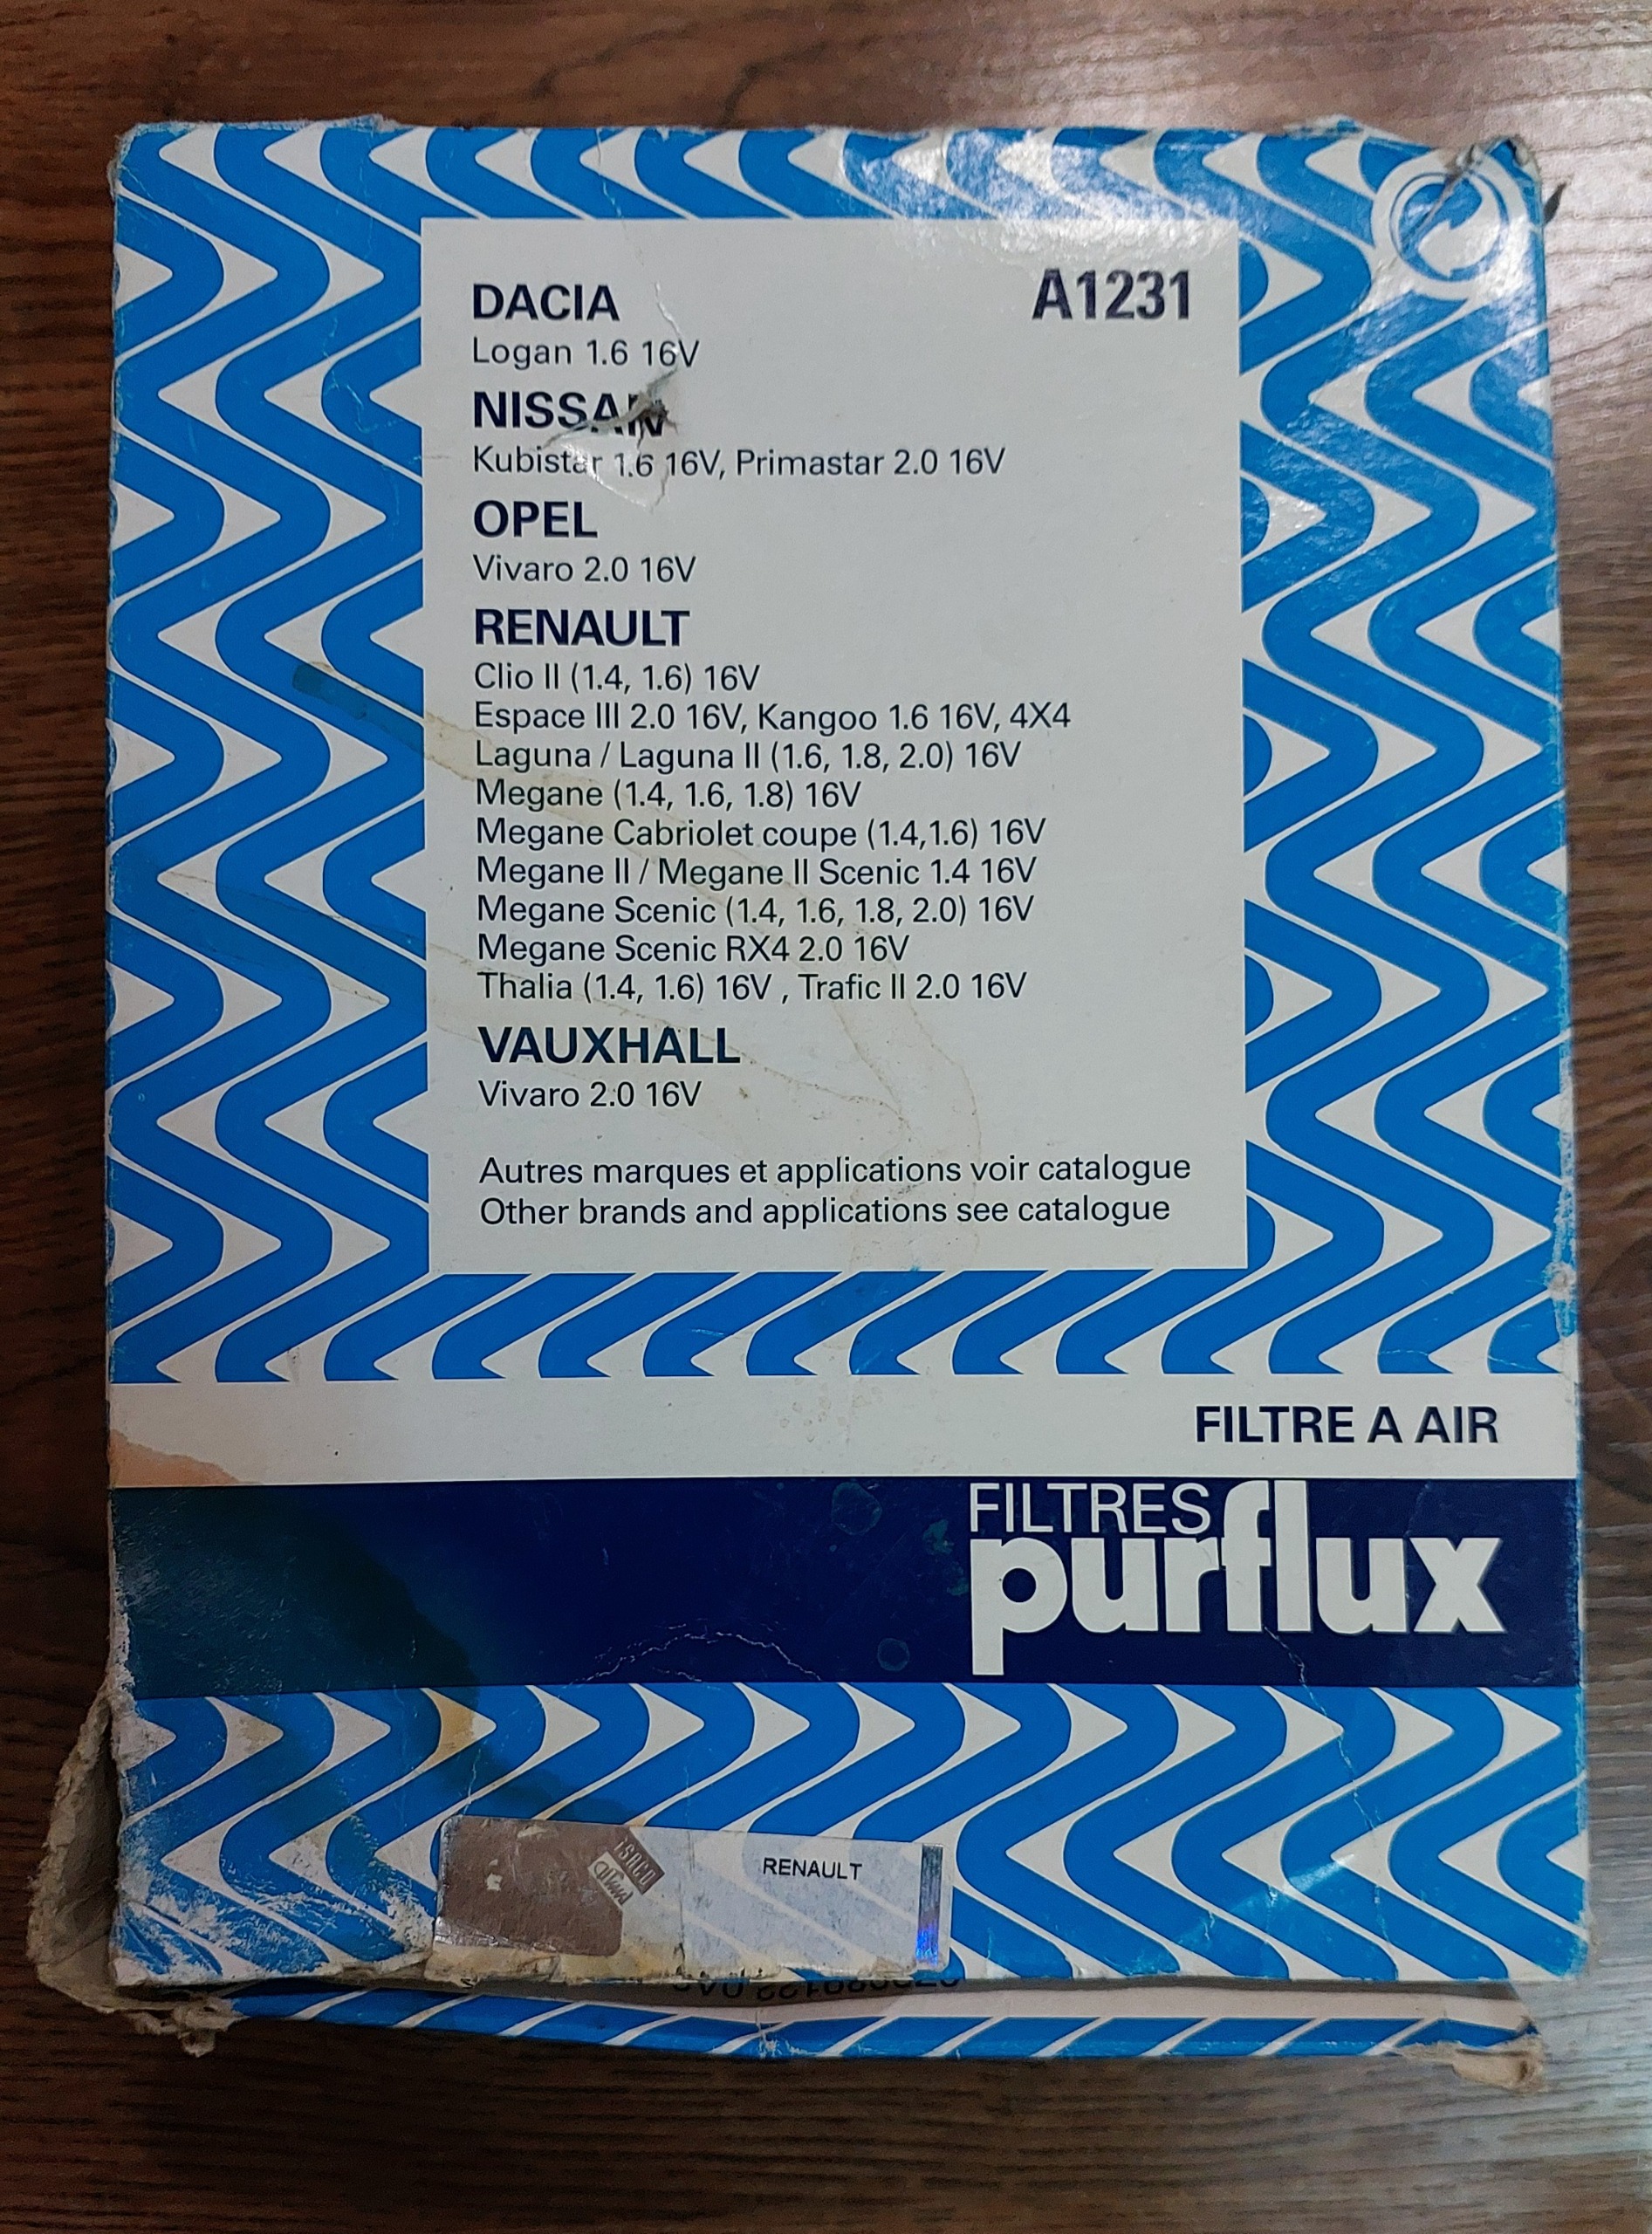 DACIA
A1231
Logan 1.6 16V
NISSAN
Kubistar 1.6 16V, Primastar 2.0 16V
OPEL
Vivaro 2.0 16V
RENAULT
Clio II (1.4, 1.6) 16V
Espace III 2.0 16V, Kangoo 1.6 16V, 4X4
Laguna / Laguna II (1.6, 1.8, 2.0) 16V
Megane (1.4, 1.6, 1.8) 16V
Megane Cabriolet coupe (1.4,1.6) 16V
Megane II / Megane II Scenic 1.4 16V
Megane Scenic (1.4, 1.6, 1.8, 2.0) 16V
Megane Scenic RX4 2.0 16V
Thalia (1.4, 1.6) 16V , Trafic II 2.0 16V
VAUXHALL
Vivaro 2.0 16V
Autres marques et applications voir catalogue
Other brands and applications see catalogue
FILTRE A AIR
FILTRES
purflux
ISACO
RENAULT